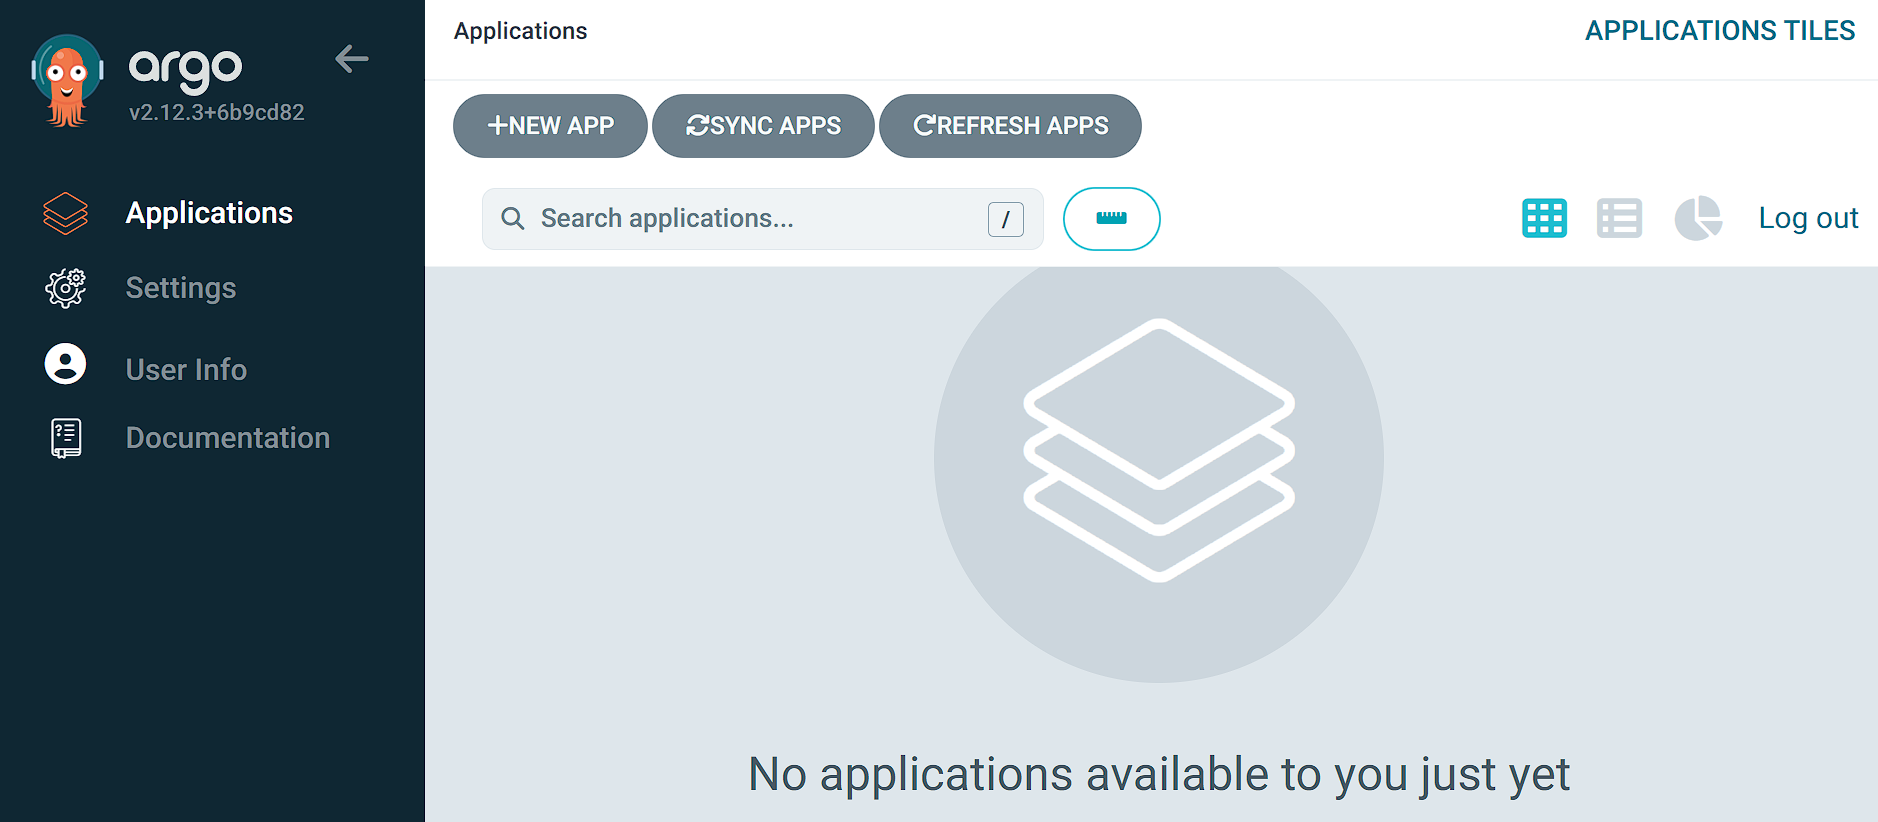 argo
v2.12.3+6b9cd82
Applications
Settings
User Info
Documentation
Applications
APPLICATIONS TILES
+NEW APP
SYNC APPS
REFRESH APPS
Search applications...
/
Log out
No applications available to you just yet